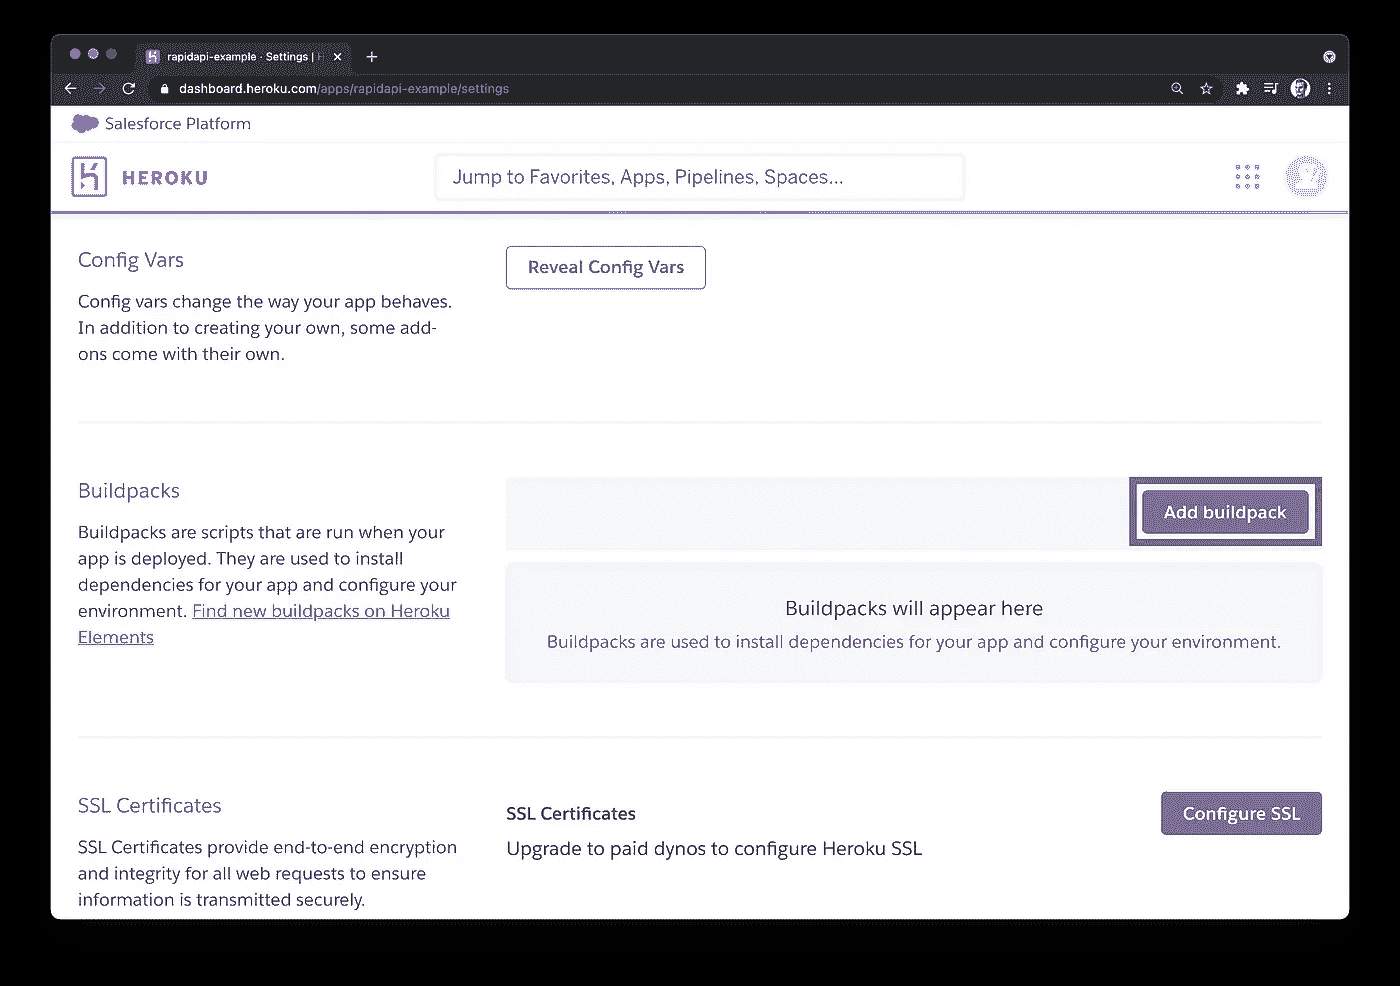 rapidapi-example · Settings | H
dashboard.heroku.com/apps/rapidapi-example/settings
Salesforce Platform
HEROKU
Jump to Favorites, Apps, Pipelines, Spaces...
Config Vars
Config vars change the way your app behaves.
In addition to creating your own, some add-
ons come with their own.
Reveal Config Vars
Buildpacks
Buildpacks are scripts that are run when your
app is deployed. They are used to install
dependencies for your app and configure your
environment. Find new buildpacks on Heroku
Elements
Add buildpack
Buildpacks will appear here
Buildpacks are used to install dependencies for your app and configure your environment.
SSL Certificates
SSL Certificates provide end-to-end encryption
and integrity for all web requests to ensure
information is transmitted securely.
SSL Certificates
Upgrade to paid dynos to configure Heroku SSL
Configure SSL